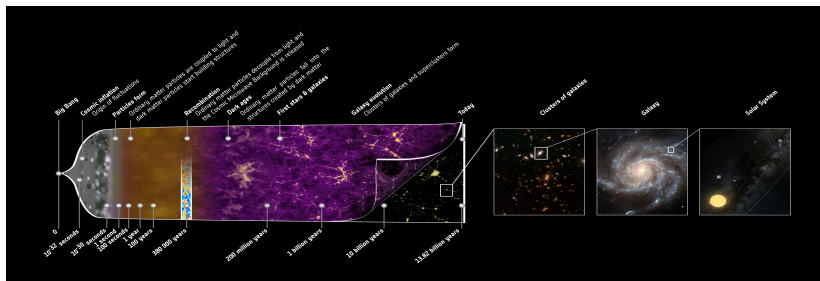 Big Bang
Cosmic inflation
Origin of fluctuations
Particles form
Ordinary matter particles are coupled to light and
dark matter particles start building structures
Recombination
Ordinary matter particles decouple from light and
the Cosmic Microwave Background is released
Dark ages
Ordinary matter particles fall into the
structures created by dark matter
First stars & galaxies
Galaxy evolution
Clusters of galaxies and superclusters form
Today
Clusters of galaxies
Galaxy
Solar System
0
10-32 seconds
10-30 seconds
1 second
100 seconds
1 year
100 years
380 000 years
200 million years
1 billion years
10 billion years
13.82 billion years